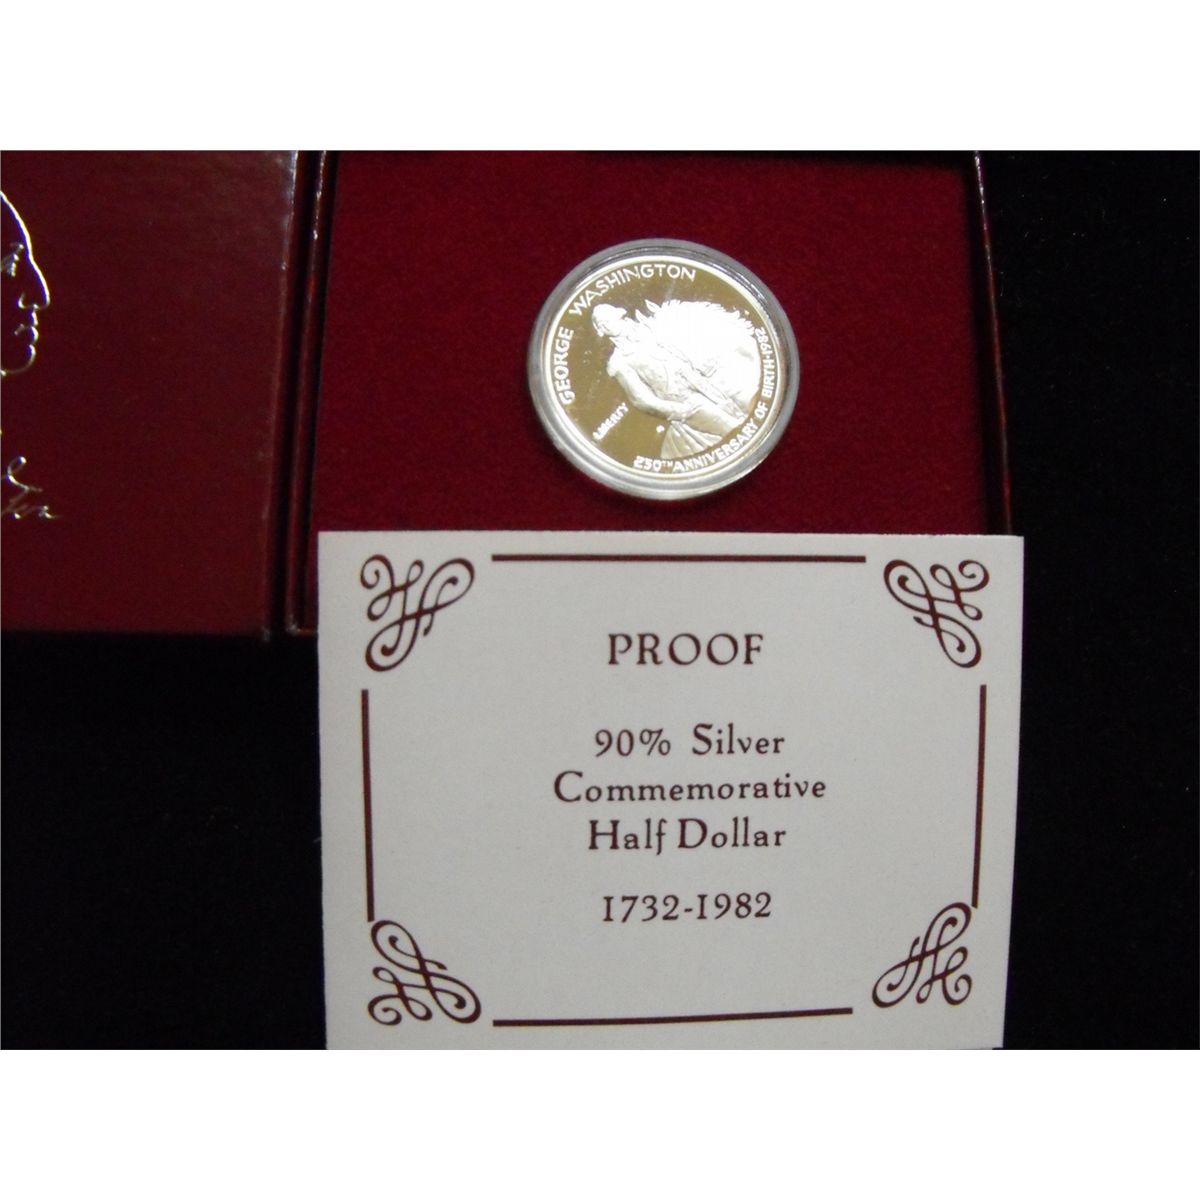 GEORGE WASHINGTON
LIBERTY
250TH ANNIVERSARY OF BIRTH·1982
PROOF
90% Silver
Commemorative
Half Dollar
1732-1982